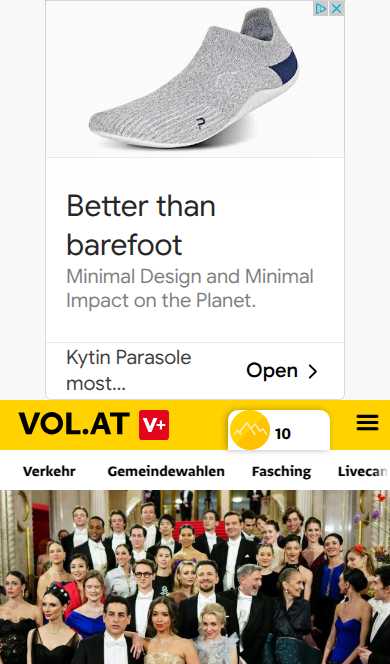 Better than
barefoot
Minimal Design and Minimal
Impact on the Planet.
Kytin Parasole
most...
Open
VOL.AT V+
10
Verkehr Gemeindewahlen Fasching Livecan